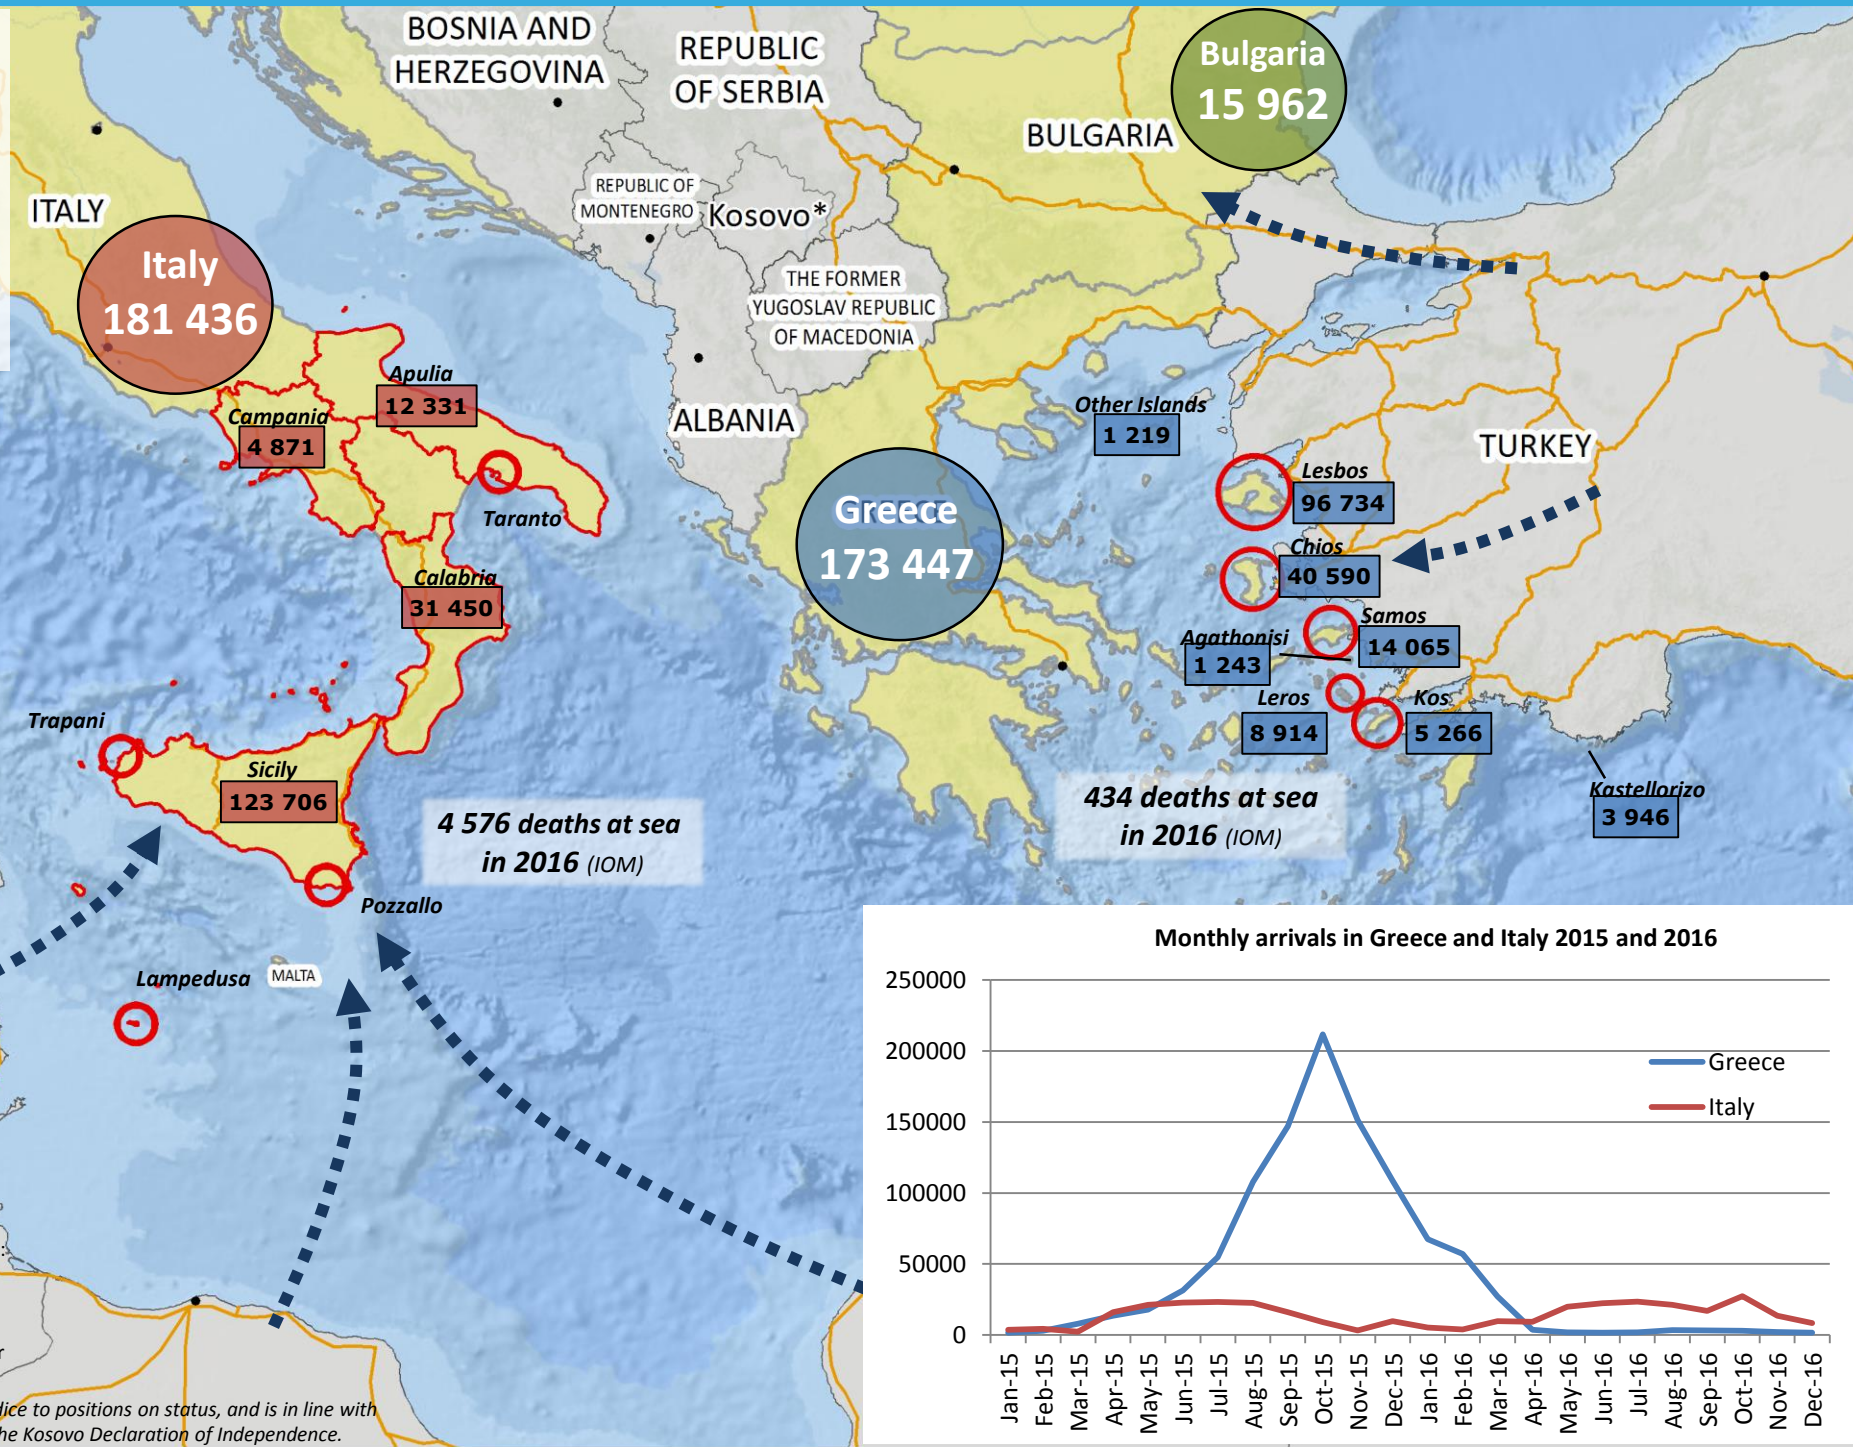 BOSNIA AND
HERZEGOVINA
REPUBLIC
OF SERBIA
Bulgaria
15 962
BULGARIA
ITALY
REPUBLIC OF
MONTENEGRO
Kosovo*
Italy
181 436
THE FORMER
YUGOSLAV REPUBLIC
OF MACEDONIA
Apulia
12 331
Campania
4 871
ALBANIA
Other Islands
1 219
TURKEY
Lesbos
96 734
Taranto
GREECE
Greece
173 447
Chios
40 590
Calabria
31 450
Samos
14 065
Agathonisi
1 243
Leros
8 914
Kos
5 266
Trapani
Sicily
123 706
Kastellorizo
3 946
4 576 deaths at sea
in 2016 (IOM)
434 deaths at sea
in 2016 (IOM)
Pozzallo
Lampedusa
MALTA
Monthly arrivals in Greece and Italy 2015 and 2016
250000
200000
150000
100000
50000
0
Greece
Italy
Jan-15
Feb-15
Mar-15
Apr-15
May-15
Jun-15
Jul-15
Aug-15
Sep-15
Oct-15
Nov-15
Dec-15
Jan-16
Feb-16
Mar-16
Apr-16
May-16
Jun-16
Jul-16
Aug-16
Sep-16
Oct-16
Nov-16
Dec-16
to positions on status, and is in line with
Kosovo Declaration of Independence.